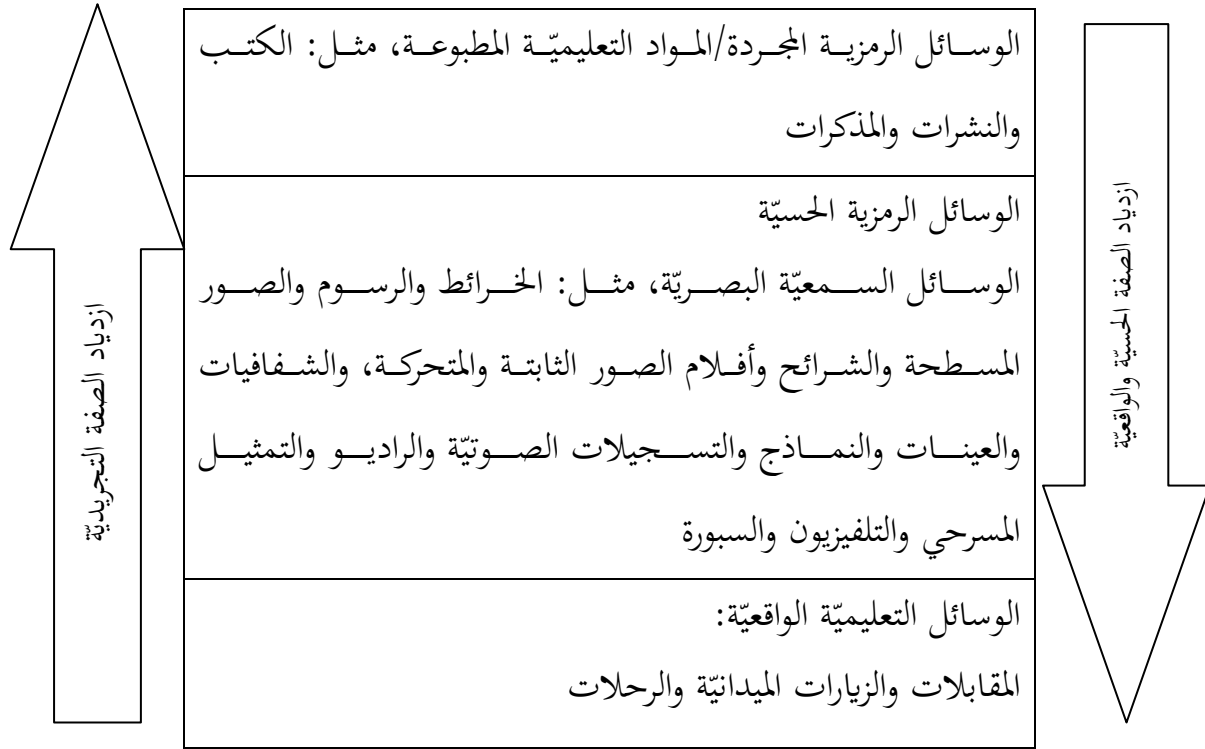 الوسائل الرمزية المجردة/المواد التعليميّة المطبوعة، مثل: الكتب
والنشرات والمذكرات
الوسائل الرمزية الحسيّة
الوسائل السمعيّة البصريّة، مثل: الخرائط والرسوم والصور
المسطحة والشرائح وأفلام الصور الثابتة والمتحركة، والشفافيات
والعينات والنماذج والتسجيلات الصوتيّة والراديو والتمثيل
المسرحي والتلفيزيون والسبورة
الوسائل التعليميّة الواقعيّة:
المقابلات والزيارات الميدانيّة والرحلات
ازدياد الصفة الحسيّة والواقعيّة
ازدياد الصفة التجريديّة